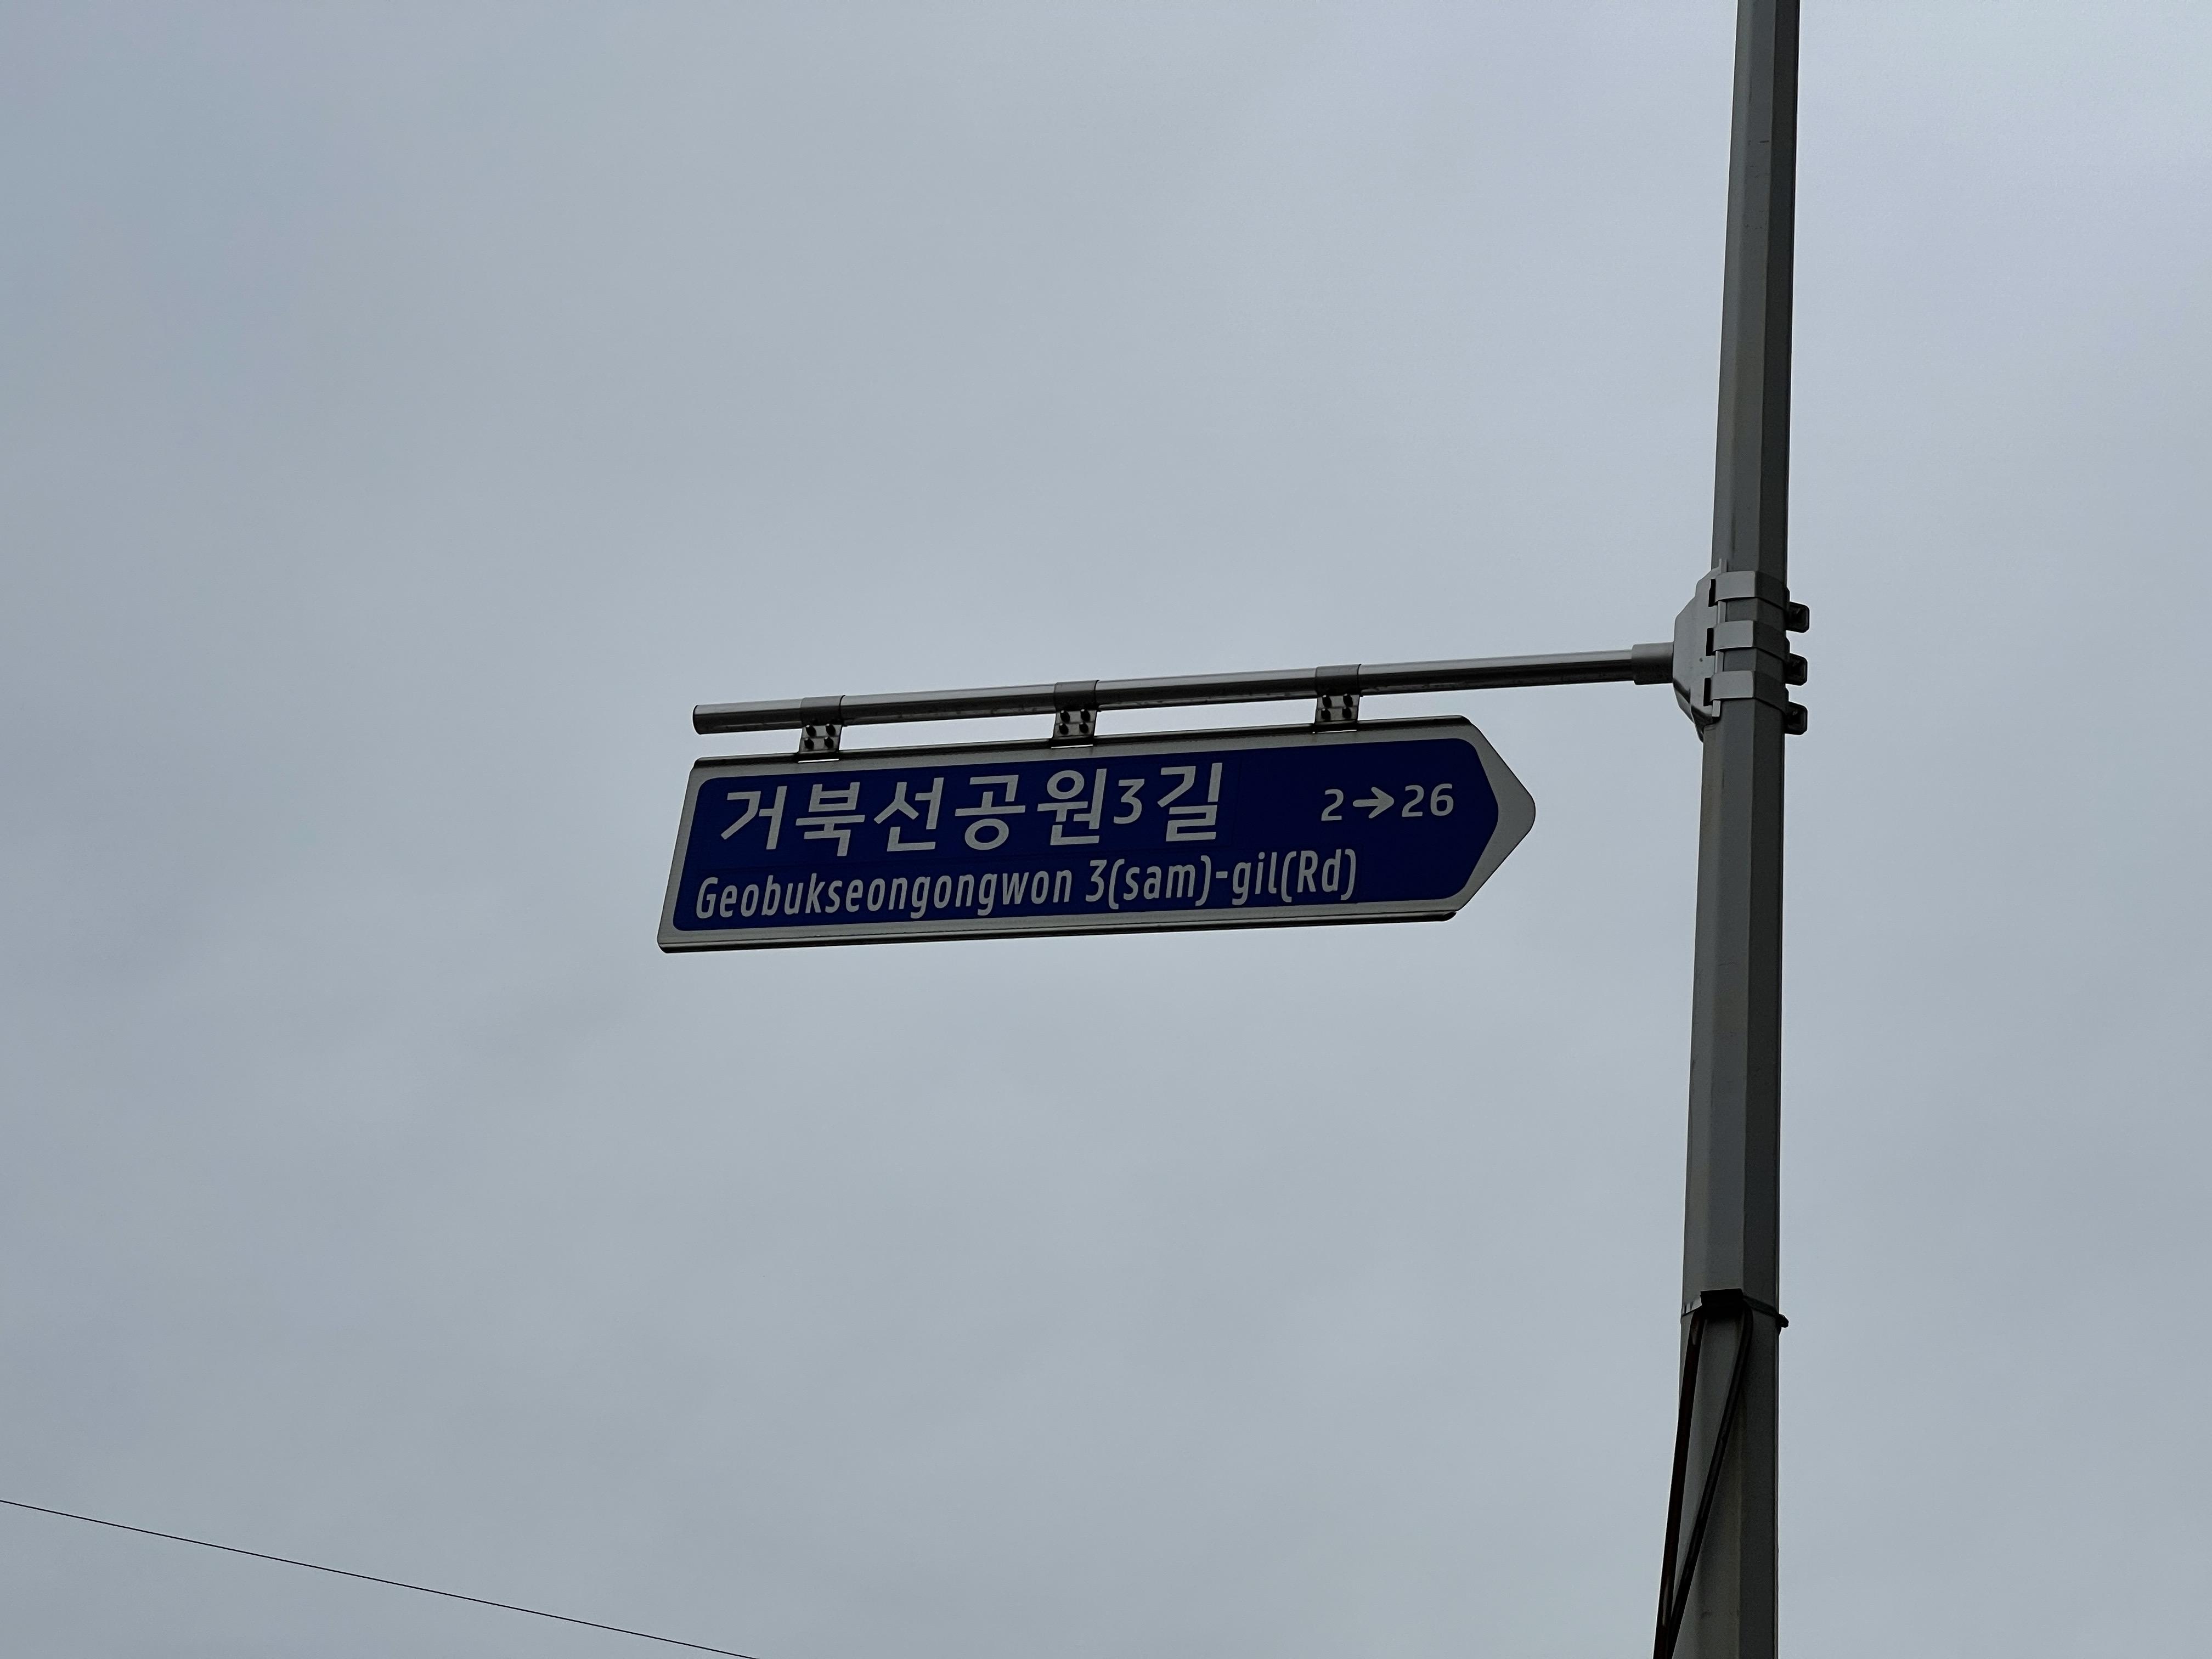 거북선공원3길 2→26
Geobukseongongwon 3(sam)-gil(Rd)